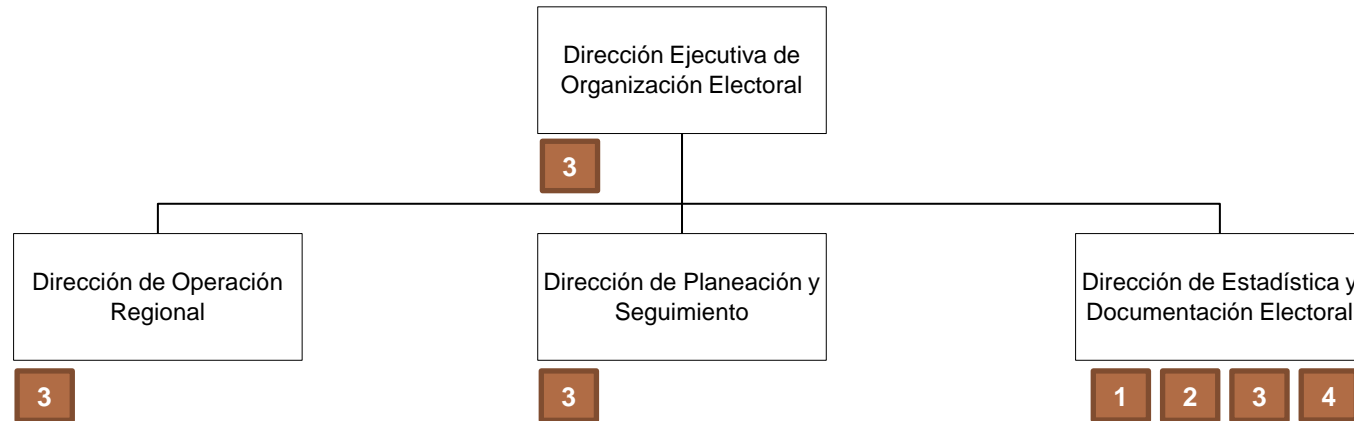 Dirección Ejecutiva de
Organización Electoral
3
Dirección de Operación
Regional
Dirección de Planeación y
Seguimiento
Dirección de Estadística y
Documentación Electoral
3
3
1 2 3 4